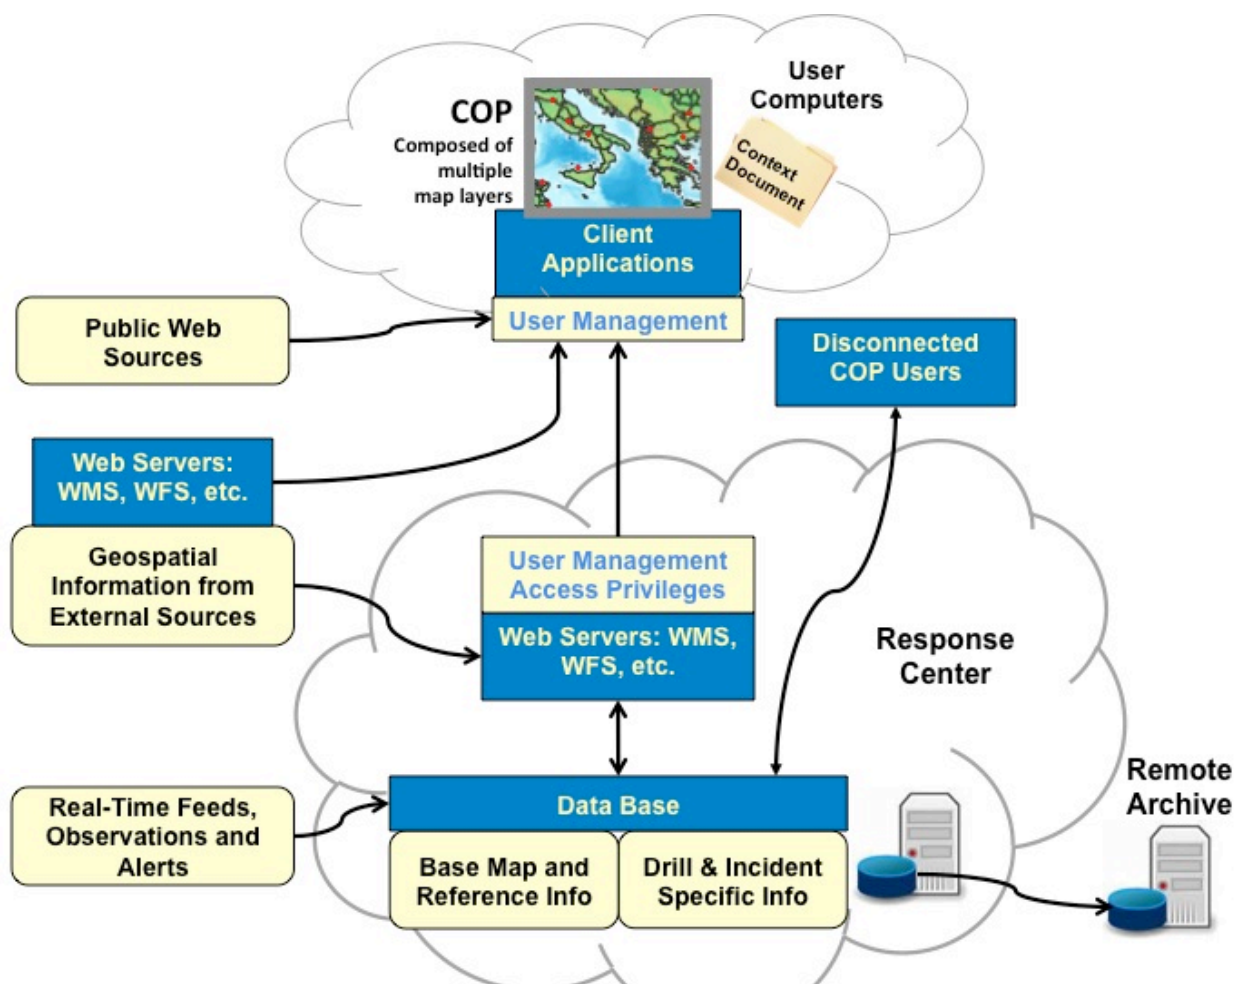 User
Computers
COP
Composed of
multiple
map layers
Context
Document
Client
Applications
User Management
Public Web
Sources
Disconnected
COP Users
Web Servers:
WMS, WFS, etc.
Geospatial
Information from
External Sources
User Management
Access Privileges
Web Servers: WMS,
WFS, etc.
Response
Center
Remote
Archive
Real-Time Feeds,
Observations and
Alerts
Data Base
Base Map and
Reference Info
Drill & Incident
Specific Info